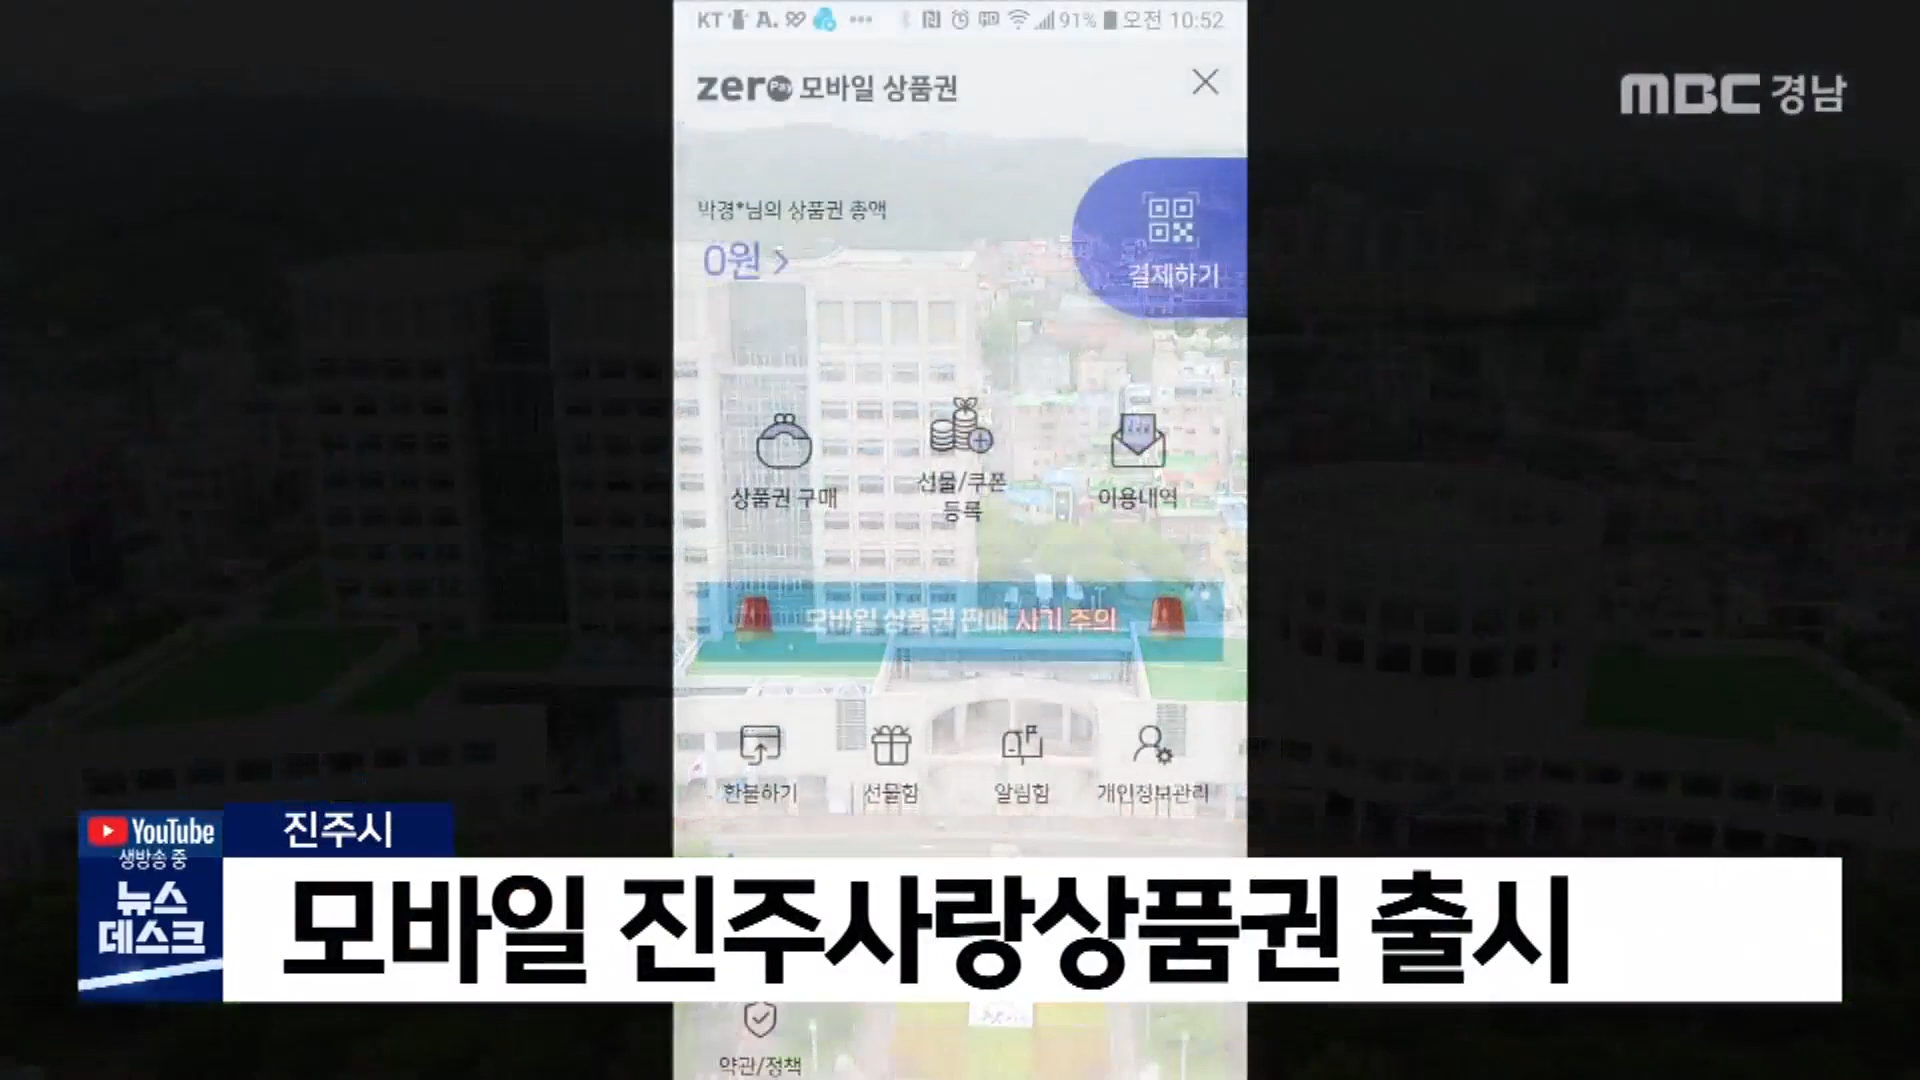 KT A. ••• HD 91% 오전 10:52
zero Pay 모바일 상품권
MBC 경남
박경*님의 상품권 총액
0원 >
결제하기
상품권 구매
선물/쿠폰
등록
이용내역
모바일 상품권 판매 사기 주의
환불하기
선물함
알림함
개인정보관리
YouTube
생방송 중
진주시
뉴스
데스크
모바일 진주사랑상품권 출시
약관/정책